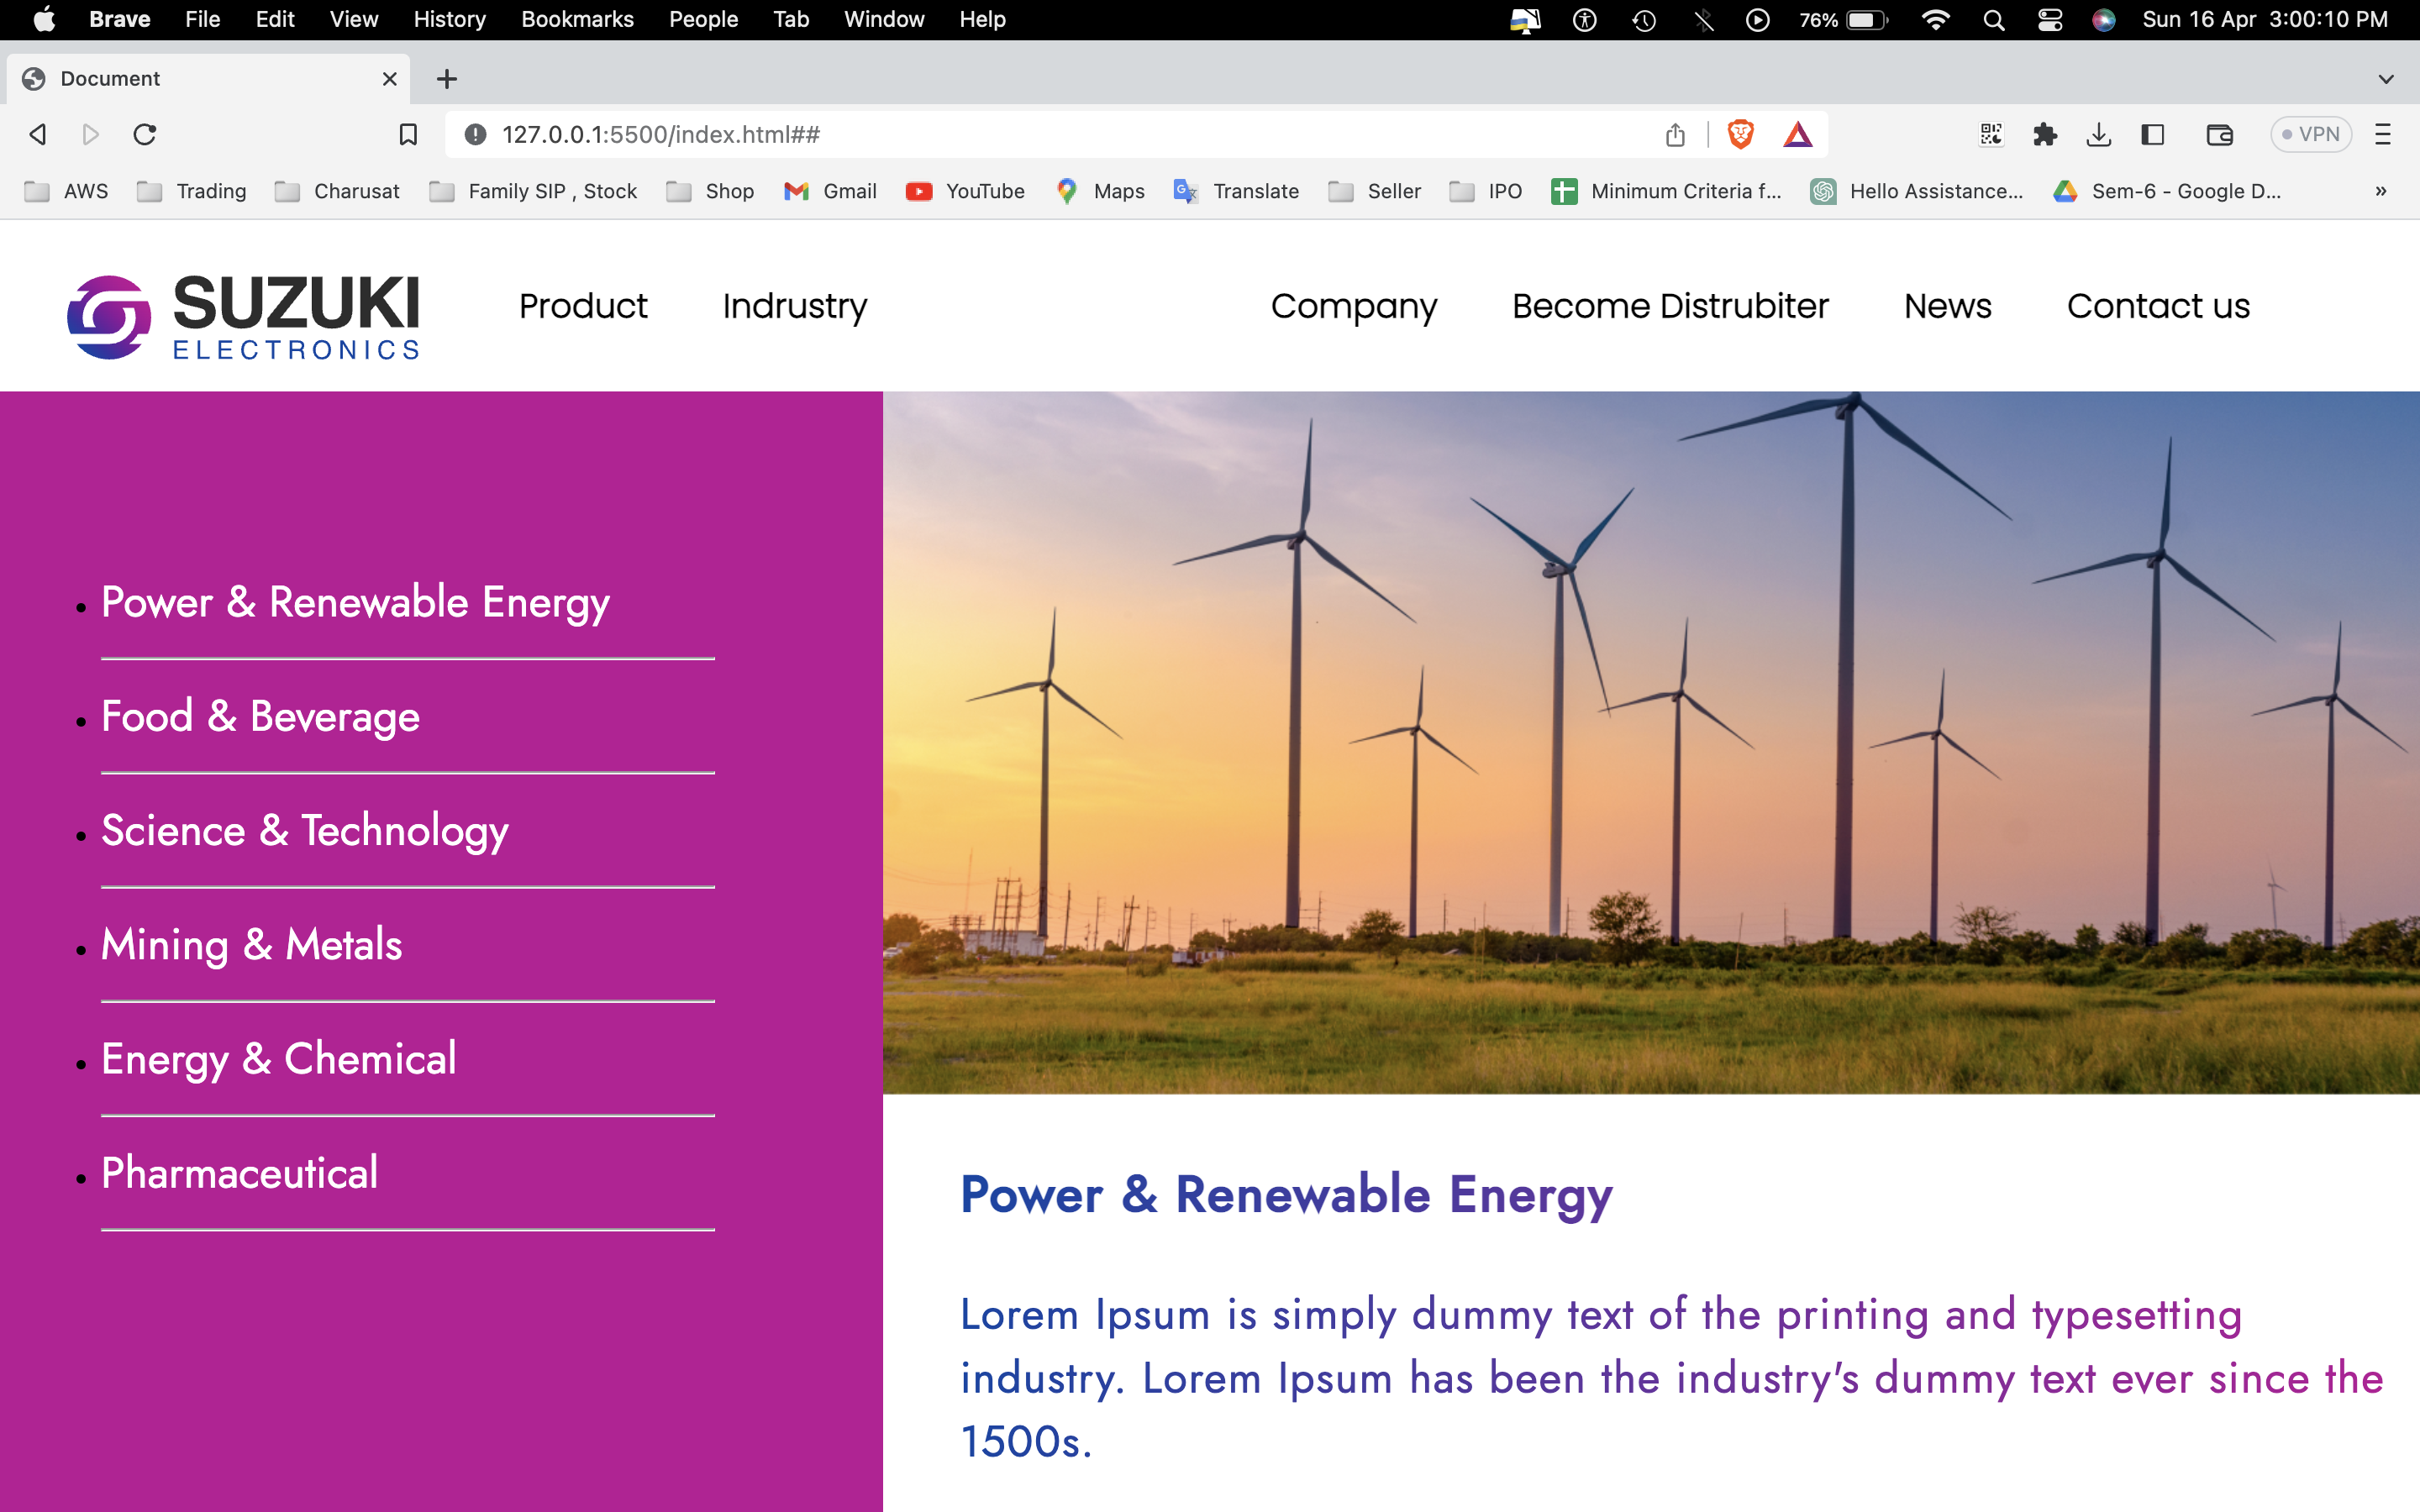 Brave File Edit View History Bookmarks People Tab Window Help 76% Sun 16 Apr 3:00:10 PM
Document
127.0.0.1:5500/index.html## VPN
AWS Trading Charusat Family SIP , Stock Shop Gmail YouTube Maps Translate Seller IPO Minimum Criteria f... Hello Assistance... Sem-6 - Google D... »
SUZUKI
ELECTRONICS
Product Indrustry Company Become Distrubiter News Contact us
• Power & Renewable Energy
• Food & Beverage
• Science & Technology
• Mining & Metals
• Energy & Chemical
• Pharmaceutical
Power & Renewable Energy
Lorem Ipsum is simply dummy text of the printing and typesetting
industry. Lorem Ipsum has been the industry's dummy text ever since the
1500s.